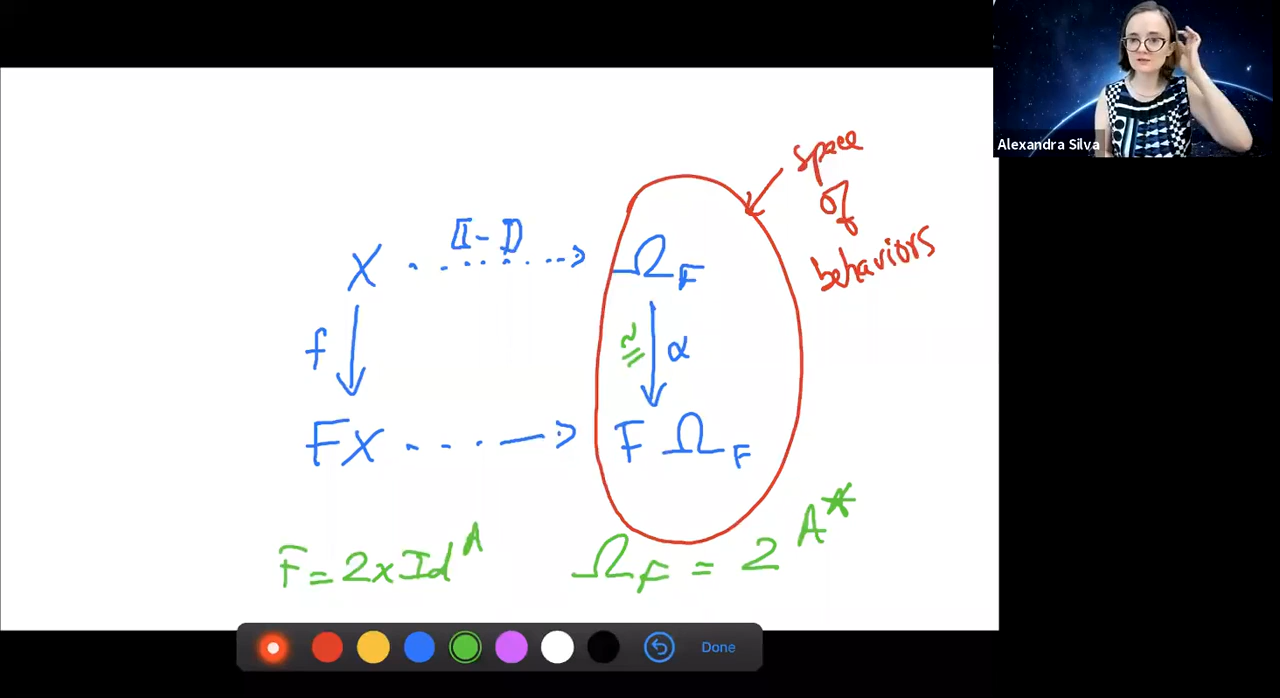 Alexandra Silva
space
of
behaviors
X ⟦-⟧ Ω_F
f ≅ α
FX F Ω_F
F = 2 x Id^A Ω_F = 2^A*
Done